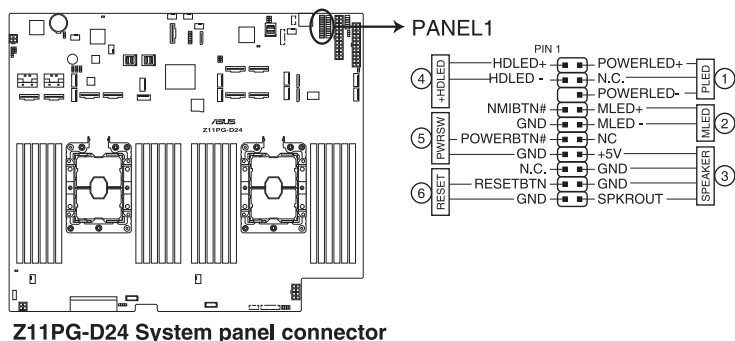 PANEL1
PIN 1
HDLED+ POWERLED+
HDLED - N.C.
POWERLED-
NMIBTN# MLED+
GND MLED -
POWERBTN# NC
GND +5V
N.C. GND
RESETBTN GND
GND SPKROUT
4 +HDLED
5 PWRSW
6 RESET
1 PLED
2 MLED
3 SPEAKER
/SUS
Z11PG-D24
Z11PG-D24 System panel connector